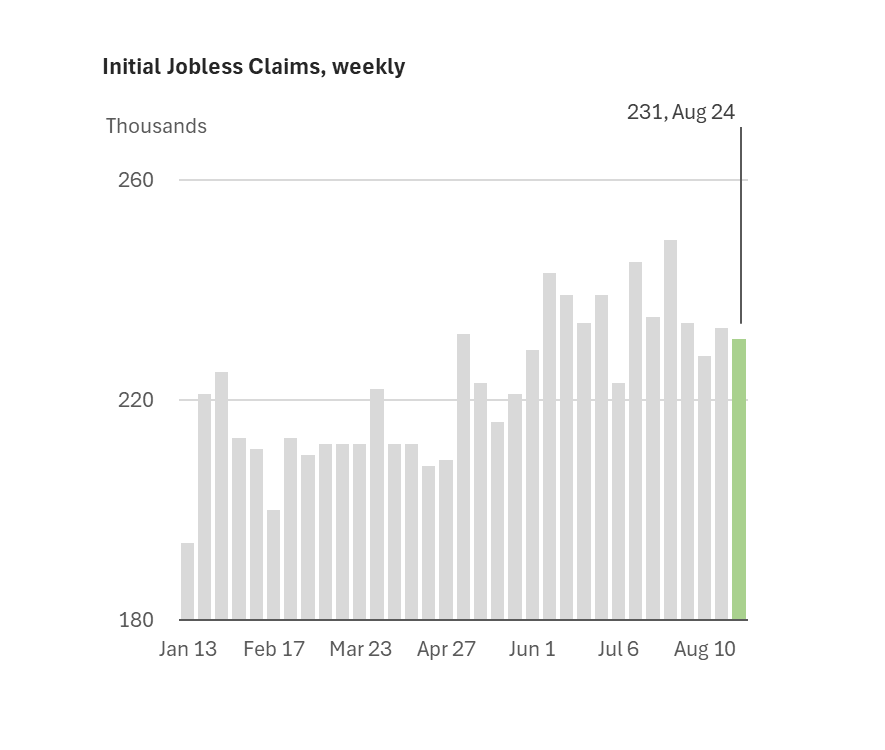 Initial Jobless Claims, weekly
231, Aug 24
Thousands
260
220
180
Jan 13 Feb 17 Mar 23 Apr 27 Jun 1 Jul 6 Aug 10